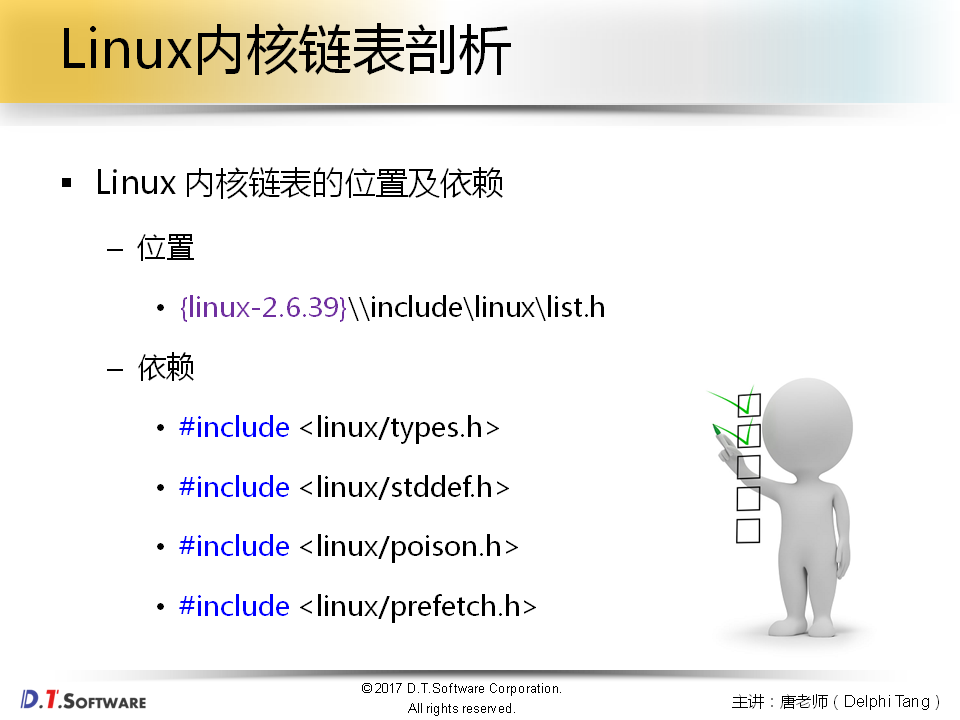 Linux内核链表剖析
▪ Linux 内核链表的位置及依赖
– 位置
• {linux-2.6.39}\\include\linux\list.h
– 依赖
• #include <linux/types.h>
• #include <linux/stddef.h>
• #include <linux/poison.h>
• #include <linux/prefetch.h>
D.T.SOFTWARE
©2017 D.T.Software Corporation.
All rights reserved.
主讲：唐老师（Delphi Tang）